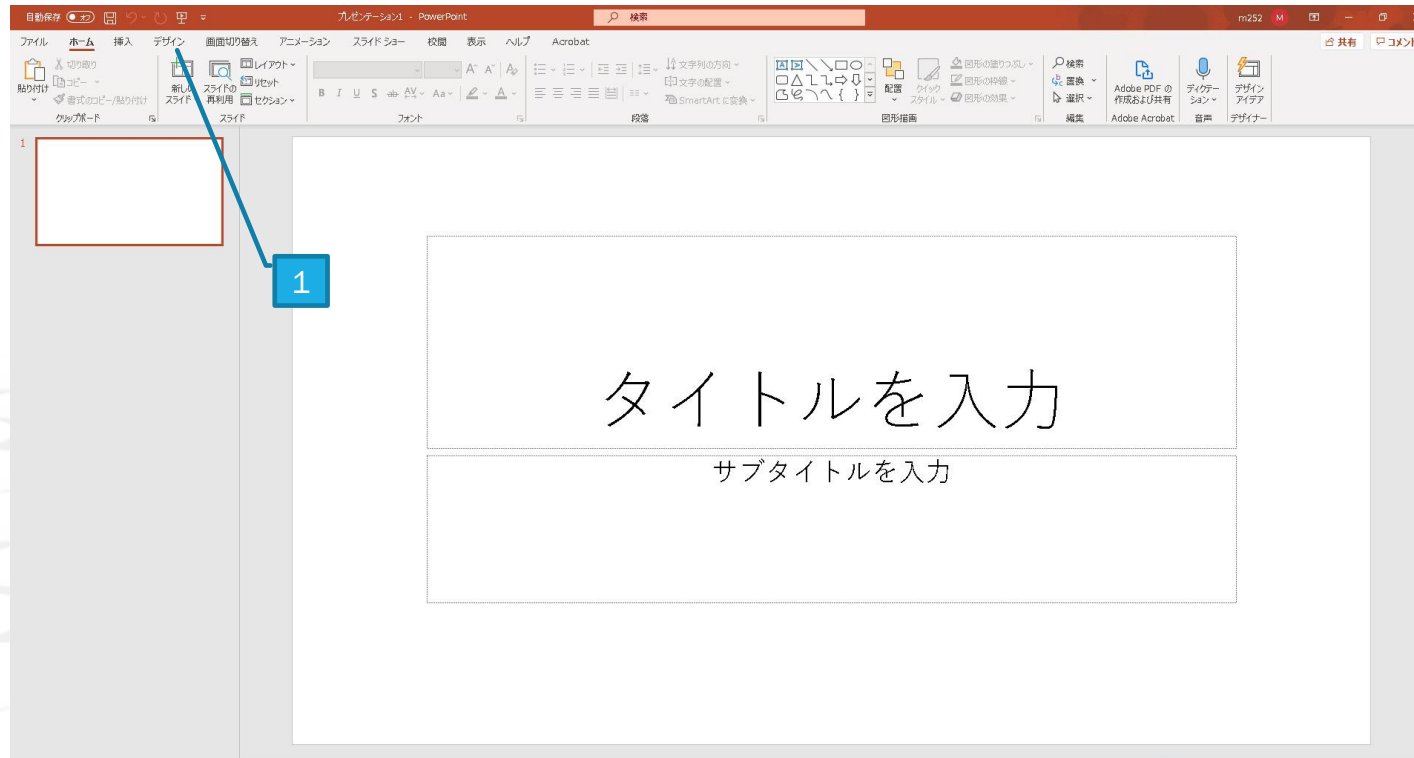 自動保存 オフ プレゼンテーション1 - PowerPoint 検索 m252 M
ファイル ホーム 挿入 デザイン 画面切り替え アニメーション スライド ショー 校閲 表示 ヘルプ Acrobat 共有 コメント
貼り付け
切り取り
コピー
書式のコピー/貼り付け
クリップボード
新しい
スライド
スライドの
再利用
レイアウト
リセット
セクション
スライド
B I U S ab AV Aa A
A A A
フォント
文字列の方向
文字の配置
SmartArt に変換
段落
配置
クイック
スタイル
図形の塗りつぶし
図形の枠線
図形の効果
図形描画
検索
置換
選択
編集
Adobe PDF の
作成および共有
Adobe Acrobat
ディクテー
ション
音声
デザイン
アイデア
デザイナー
1
1
タイトルを入力
サブタイトルを入力